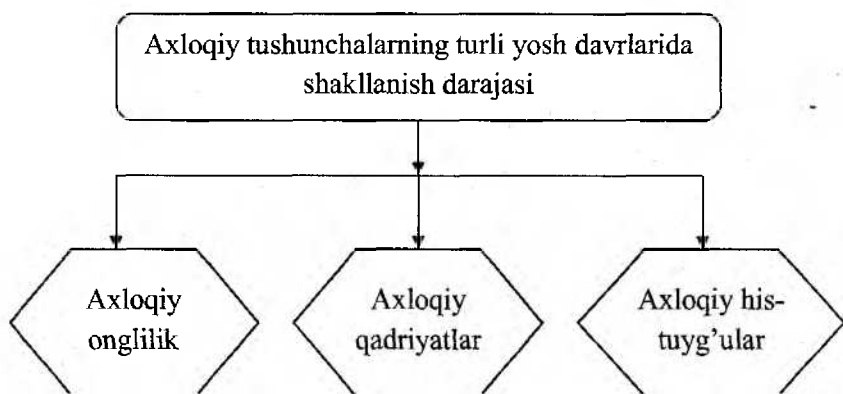 Axloqiy tushunchalarning turli yosh davrlarida
shakllanish darajasi
Axloqiy
onglilik
Axloqiy
qadriyatlar
Axloqiy his-
tuyg’ular